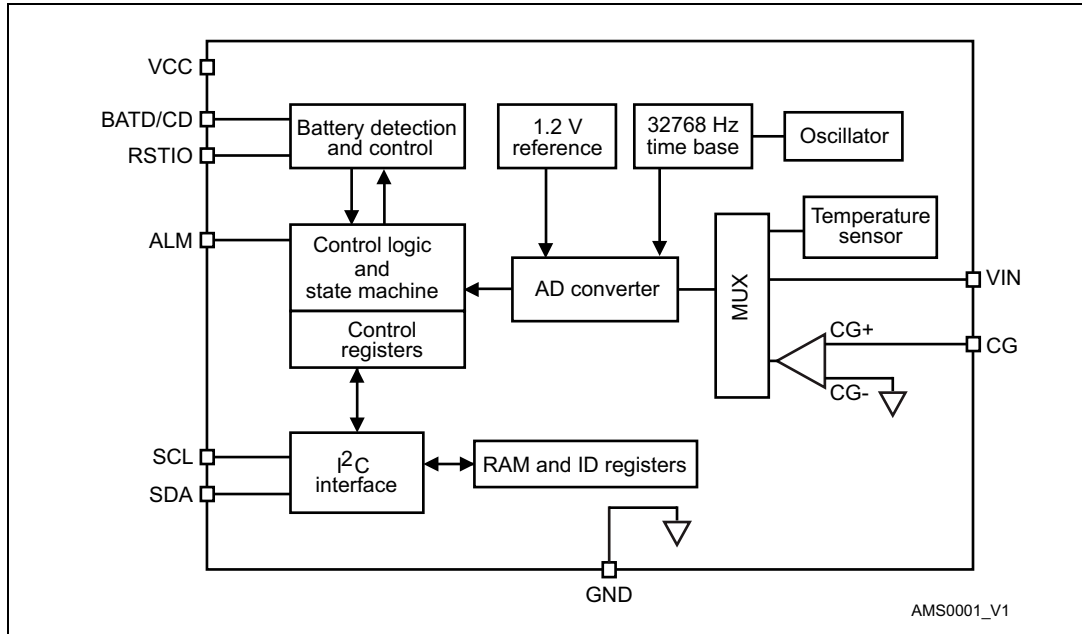 VCC
BATD/CD
RSTIO
ALM
SCL
SDA
Battery detection
and control
1.2 V
reference
32768 Hz
time base
Oscillator
Control logic
and
state machine
Control
registers
AD converter
MUX
Temperature
sensor
VIN
CG+
CG
CG-
I²C
interface
RAM and ID registers
GND
AMS0001_V1